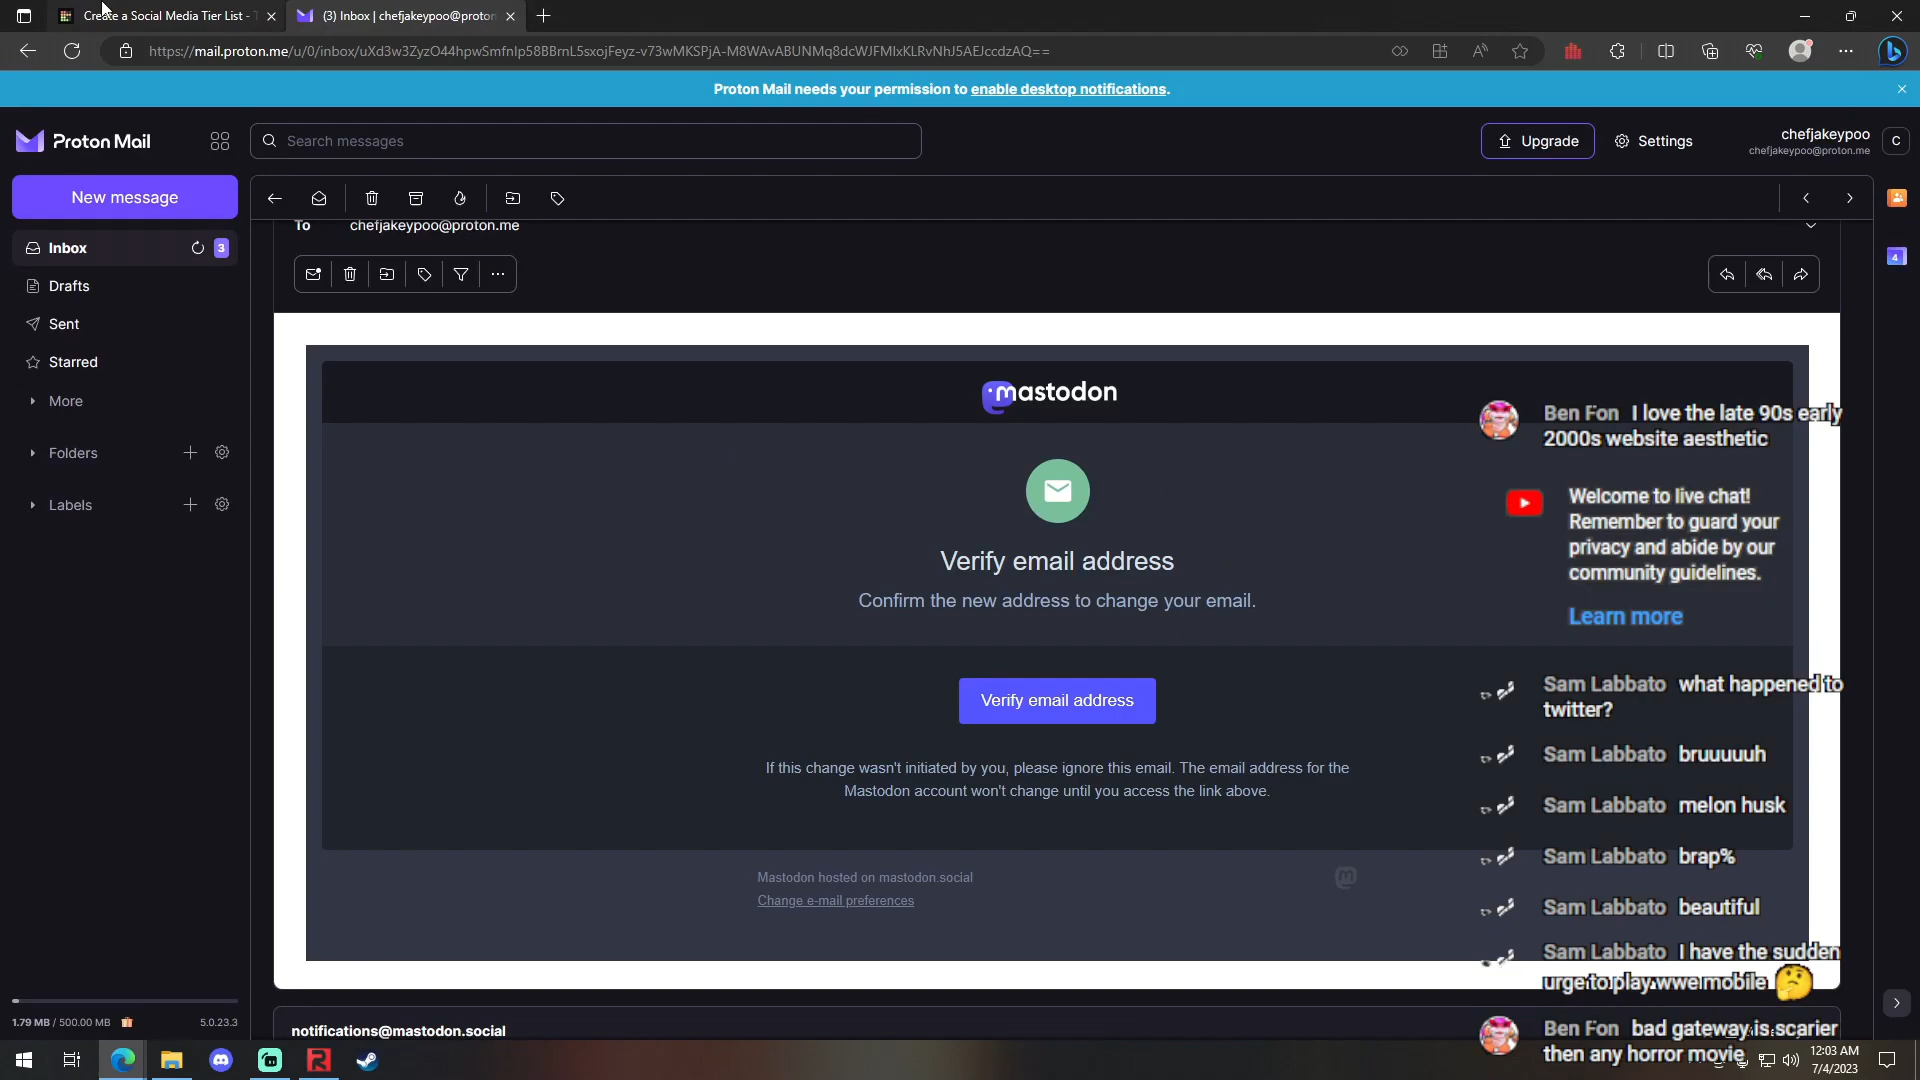 Create a Social Media Tier List -
(3) Inbox | chefjakeypoo@proton
https://mail.proton.me/u/0/inbox/uXd3w3ZyzO44hpwSmfnIp58BBrnL5sxojFeyz-v73wMKSPjA-M8WAvABUNMq8dcWJFMIxKLRvNhJ5AEJccdzAQ==
Proton Mail needs your permission to enable desktop notifications.
Proton Mail
Search messages
Upgrade
Settings
chefjakeypoo
chefjakeypoo@proton.me
C
New message
Inbox 3
Drafts
Sent
Starred
More
Folders
Labels
1.79 MB / 500.00 MB
5.0.23.3
4
To chefjakeypoo@proton.me
mastodon
Verify email address
Confirm the new address to change your email.
Verify email address
If this change wasn't initiated by you, please ignore this email. The email address for the
Mastodon account won't change until you access the link above.
Mastodon hosted on mastodon.social
Change e-mail preferences
notifications@mastodon.social
Ben Fon I love the late 90s early
2000s website aesthetic
Welcome to live chat!
Remember to guard your
privacy and abide by our
community guidelines.
Learn more
Sam Labbato what happened to
twitter?
Sam Labbato bruuuuuh
Sam Labbato melon husk
Sam Labbato brap%
Sam Labbato beautiful
Sam Labbato I have the sudden
urge to play wwe mobile
Ben Fon bad gateway is scarier
then any horror movie
12:03 AM
7/4/2023